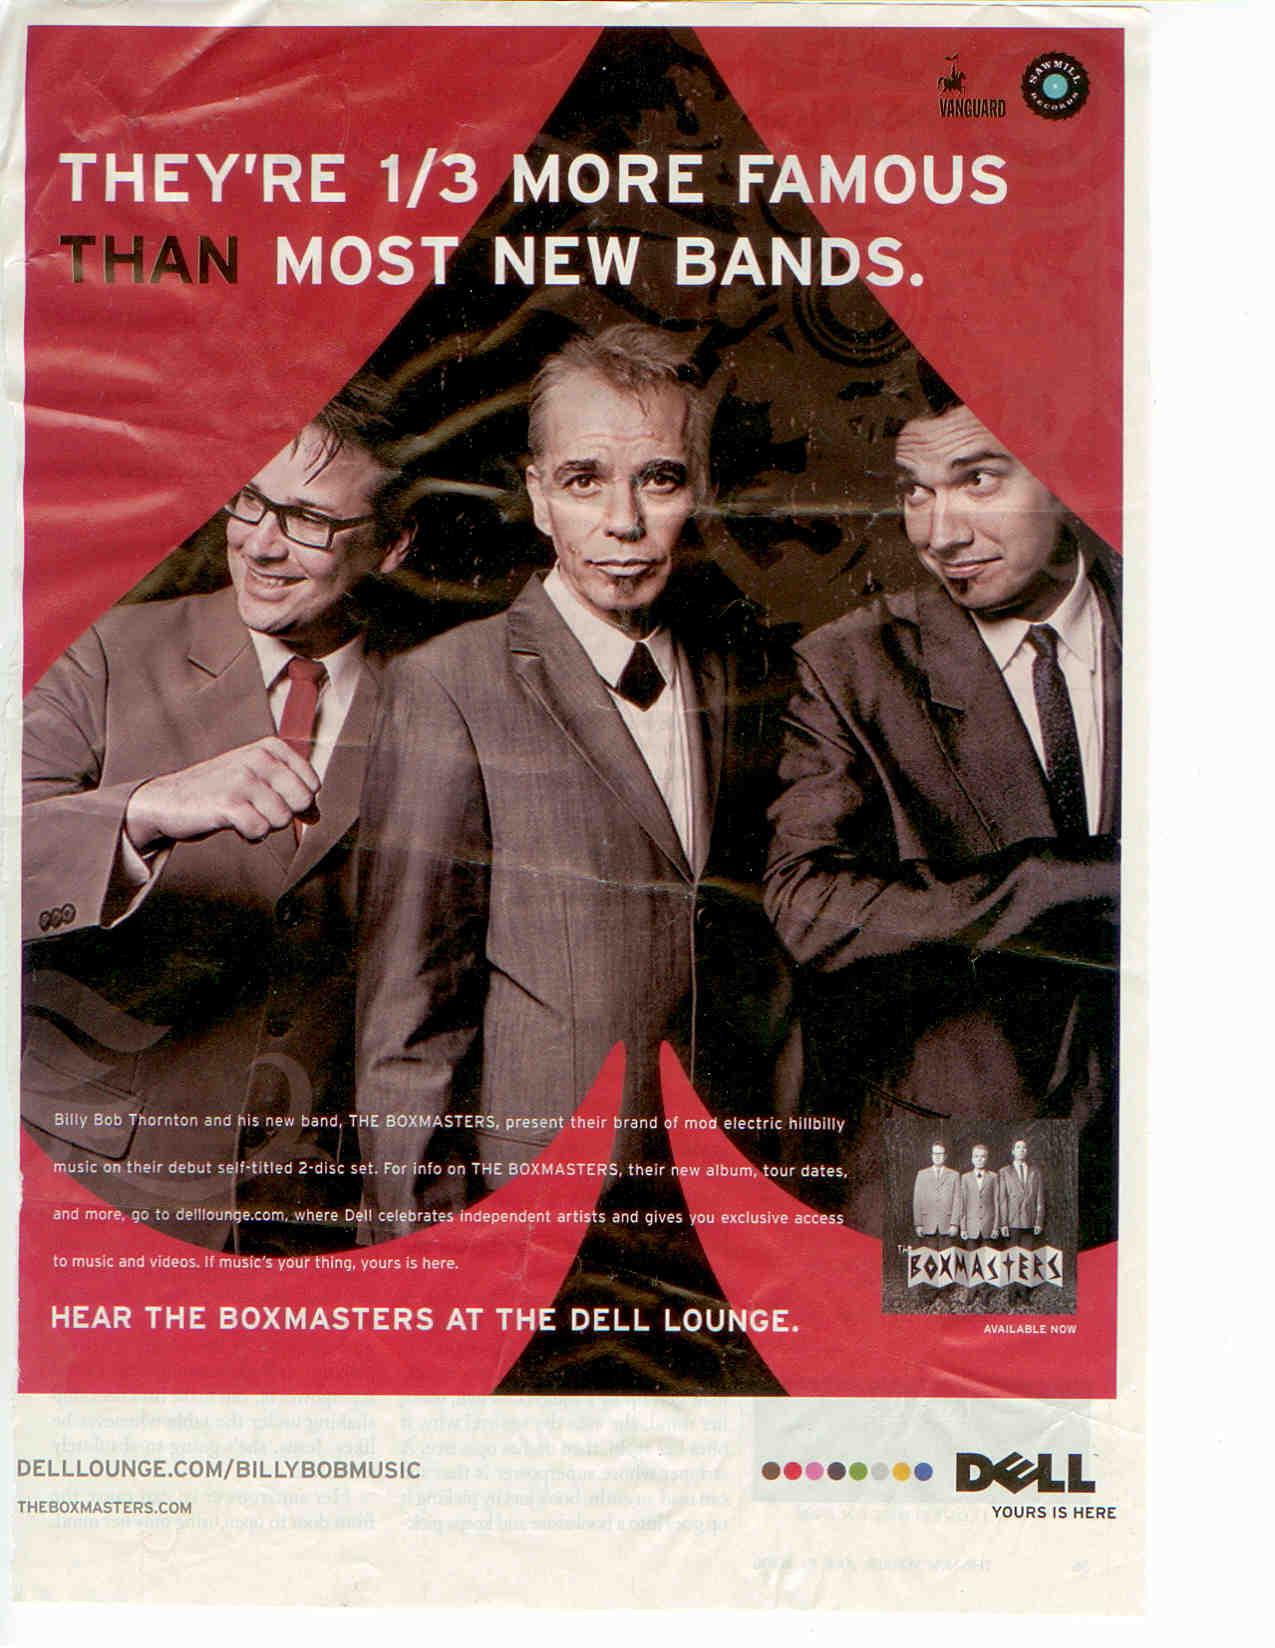 VANGUARD
SAWMILL RECORDS
THEY'RE 1/3 MORE FAMOUS
THAN MOST NEW BANDS.
Billy Bob Thornton and his new band, THE BOXMASTERS, present their brand of mod electric hillbilly
music on their debut self-titled 2-disc set. For info on THE BOXMASTERS, their new album, tour dates,
and more, go to delllounge.com, where Dell celebrates independent artists and gives you exclusive access
to music and videos. If music's your thing, yours is here.
HEAR THE BOXMASTERS AT THE DELL LOUNGE.
THE
BOXMASTERS
AVAILABLE NOW
DELLLOUNGE.COM/BILLYBOBMUSIC
THEBOXMASTERS.COM
DELL
YOURS IS HERE